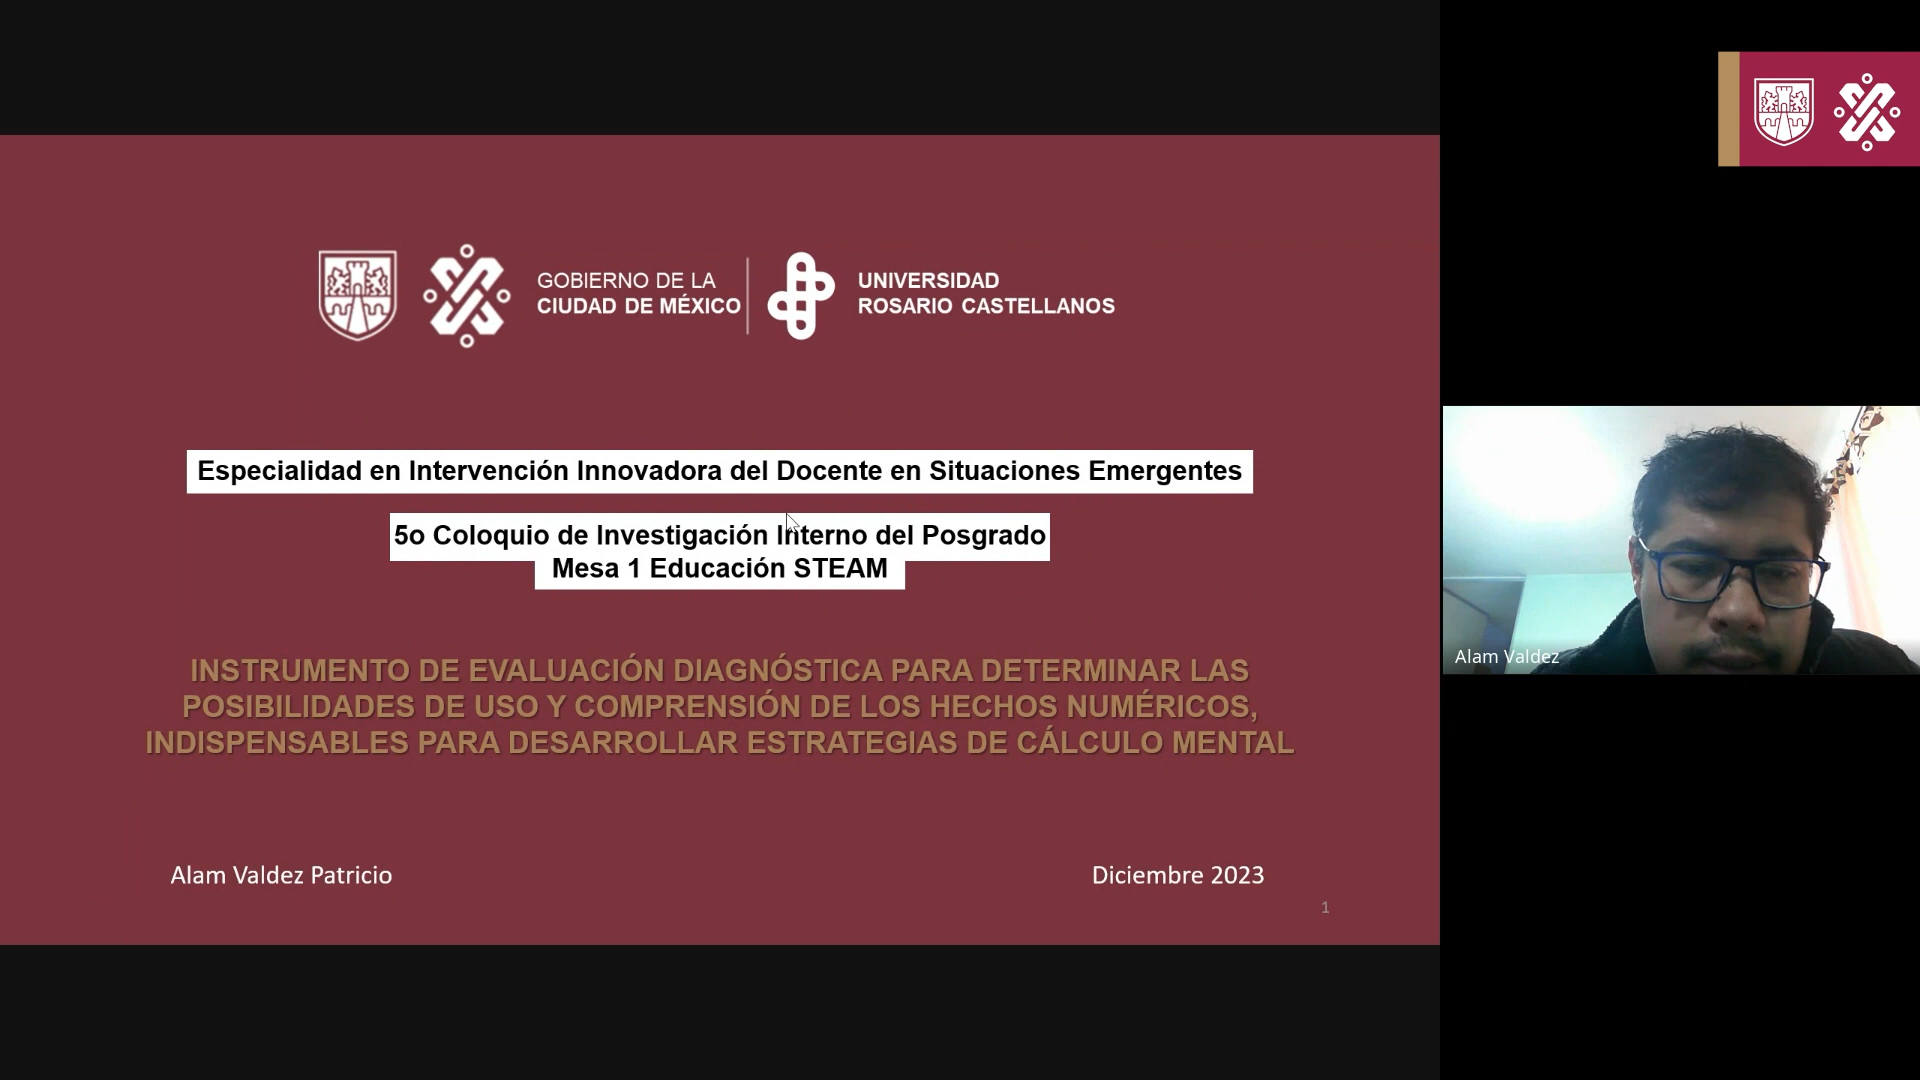 GOBIERNO DE LA
CIUDAD DE MÉXICO
UNIVERSIDAD
ROSARIO CASTELLANOS
Especialidad en Intervención Innovadora del Docente en Situaciones Emergentes
5o Coloquio de Investigación Interno del Posgrado
Mesa 1 Educación STEAM
INSTRUMENTO DE EVALUACIÓN DIAGNÓSTICA PARA DETERMINAR LAS
POSIBILIDADES DE USO Y COMPRENSIÓN DE LOS HECHOS NUMÉRICOS,
INDISPENSABLES PARA DESARROLLAR ESTRATEGIAS DE CÁLCULO MENTAL
Alam Valdez Patricio
Diciembre 2023
1
Alam Valdez